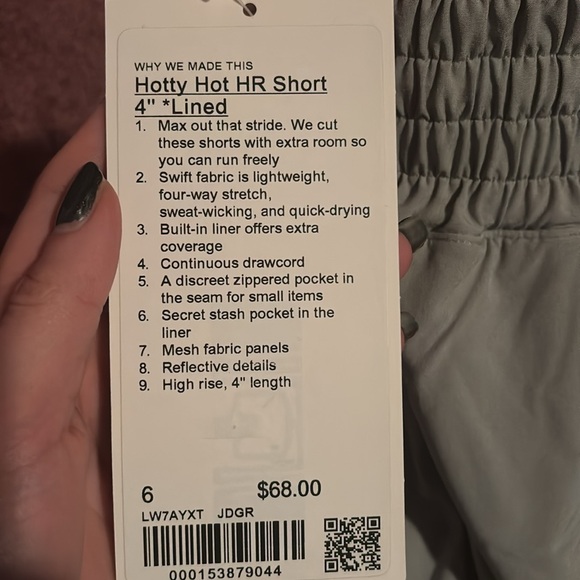 WHY WE MADE THIS
Hotty Hot HR Short
4" *Lined
1. Max out that stride. We cut
these shorts with extra room so
you can run freely
2. Swift fabric is lightweight,
four-way stretch,
sweat-wicking, and quick-drying
3. Built-in liner offers extra
coverage
4. Continuous drawcord
5. A discreet zippered pocket in
the seam for small items
6. Secret stash pocket in the
liner
7. Mesh fabric panels
8. Reflective details
9. High rise, 4" length
6 $68.00
LW7AYXT JDGR
000153879044